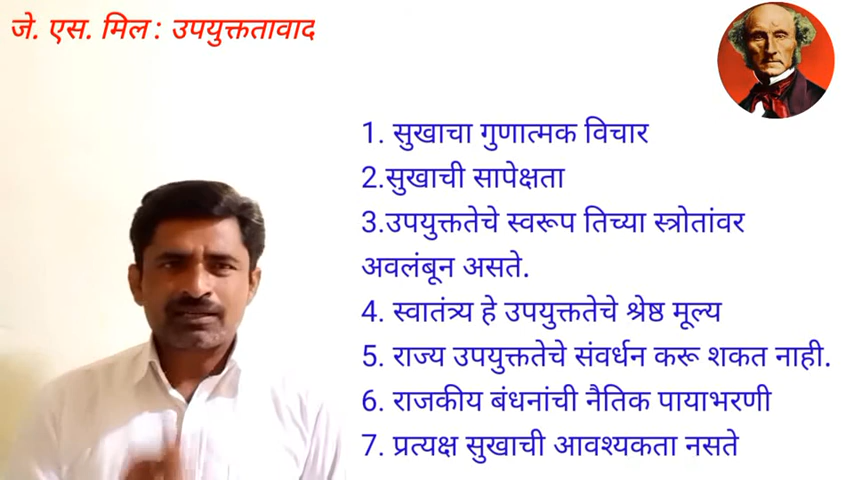 जे. एस. मिल : उपयुक्ततावाद
1. सुखाचा गुणात्मक विचार
2.सुखाची सापेक्षता
3.उपयुक्ततेचे स्वरूप तिच्या स्त्रोतांवर
अवलंबून असते.
4. स्वातंत्र्य हे उपयुक्ततेचे श्रेष्ठ मूल्य
5. राज्य उपयुक्ततेचे संवर्धन करू शकत नाही.
6. राजकीय बंधनांची नैतिक पायाभरणी
7. प्रत्यक्ष सुखाची आवश्यकता नसते